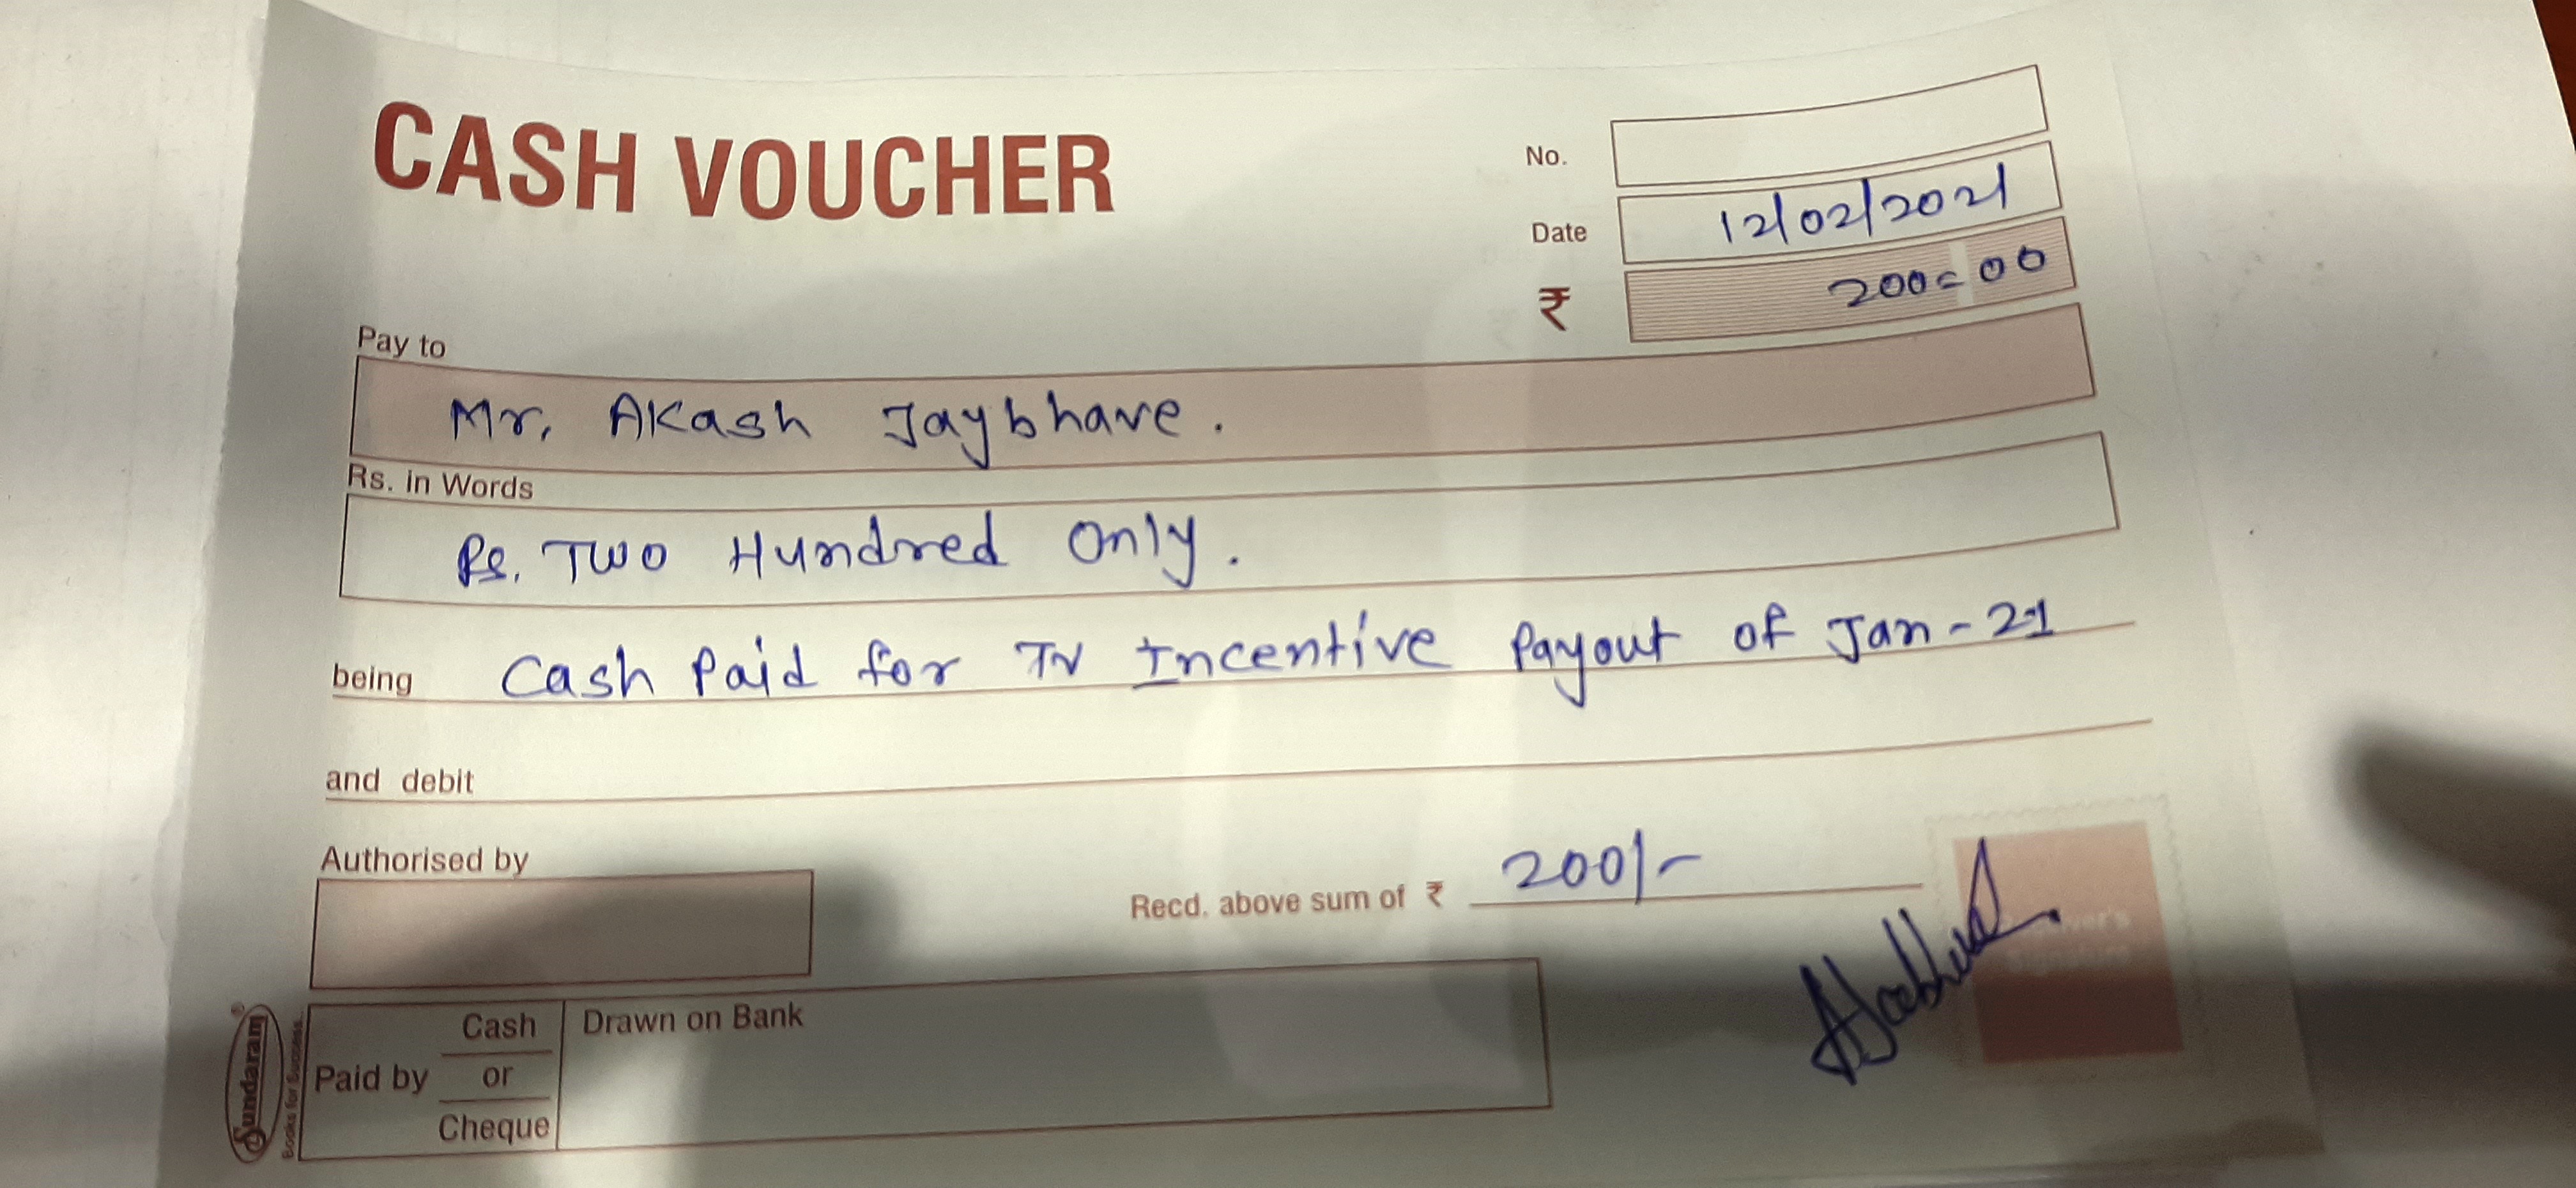 CASH VOUCHER
No.
Date 12/02/2021
₹ 200=00
Pay to
Mr. Akash Jaybhave.
Rs. in Words
Rs. Two Hundred Only.
being Cash Paid for TV Incentive Payout of Jan-21
and debit
Authorised by
Recd. above sum of ₹ 200/-
Receiver's
Signature
Paid by Cash or Cheque
Drawn on Bank
Sundaram®
Books for Success...